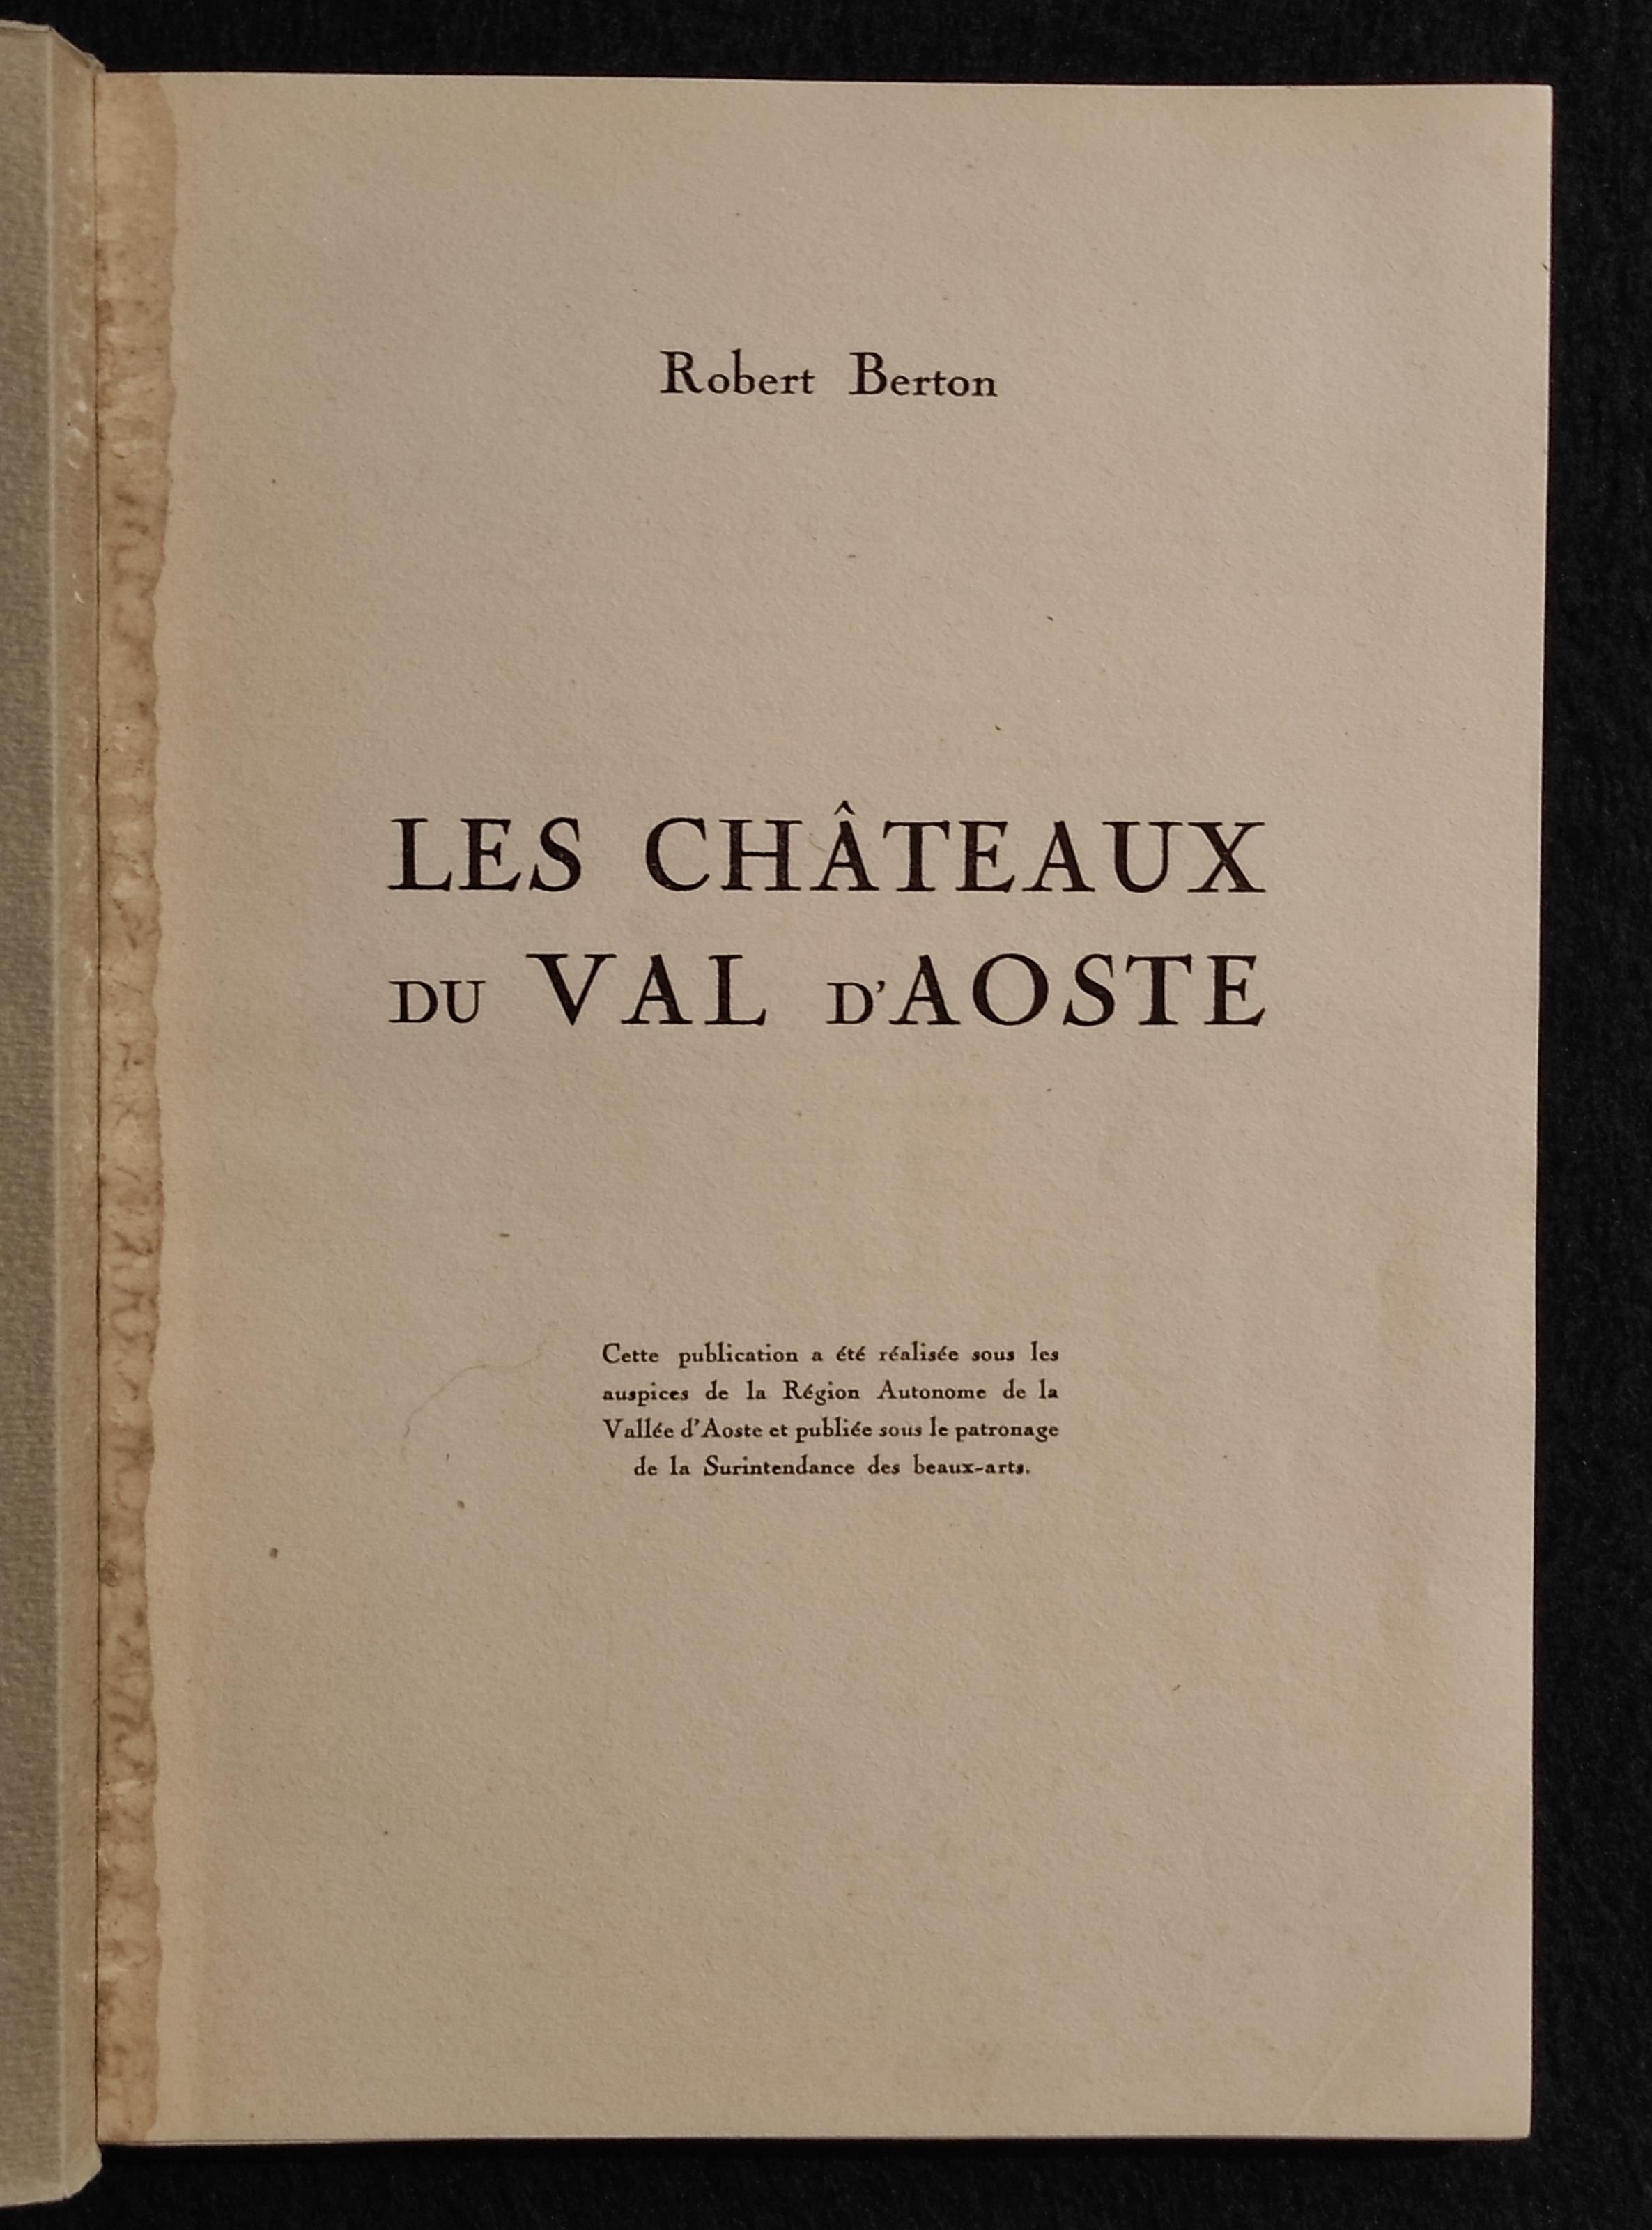 Robert Berton
LES CHÂTEAUX
DU VAL D'AOSTE
Cette publication a été réalisée sous les
auspices de la Région Autonome de la
Vallée d'Aoste et publiée sous le patronage
de la Surintendance des beaux-arts.